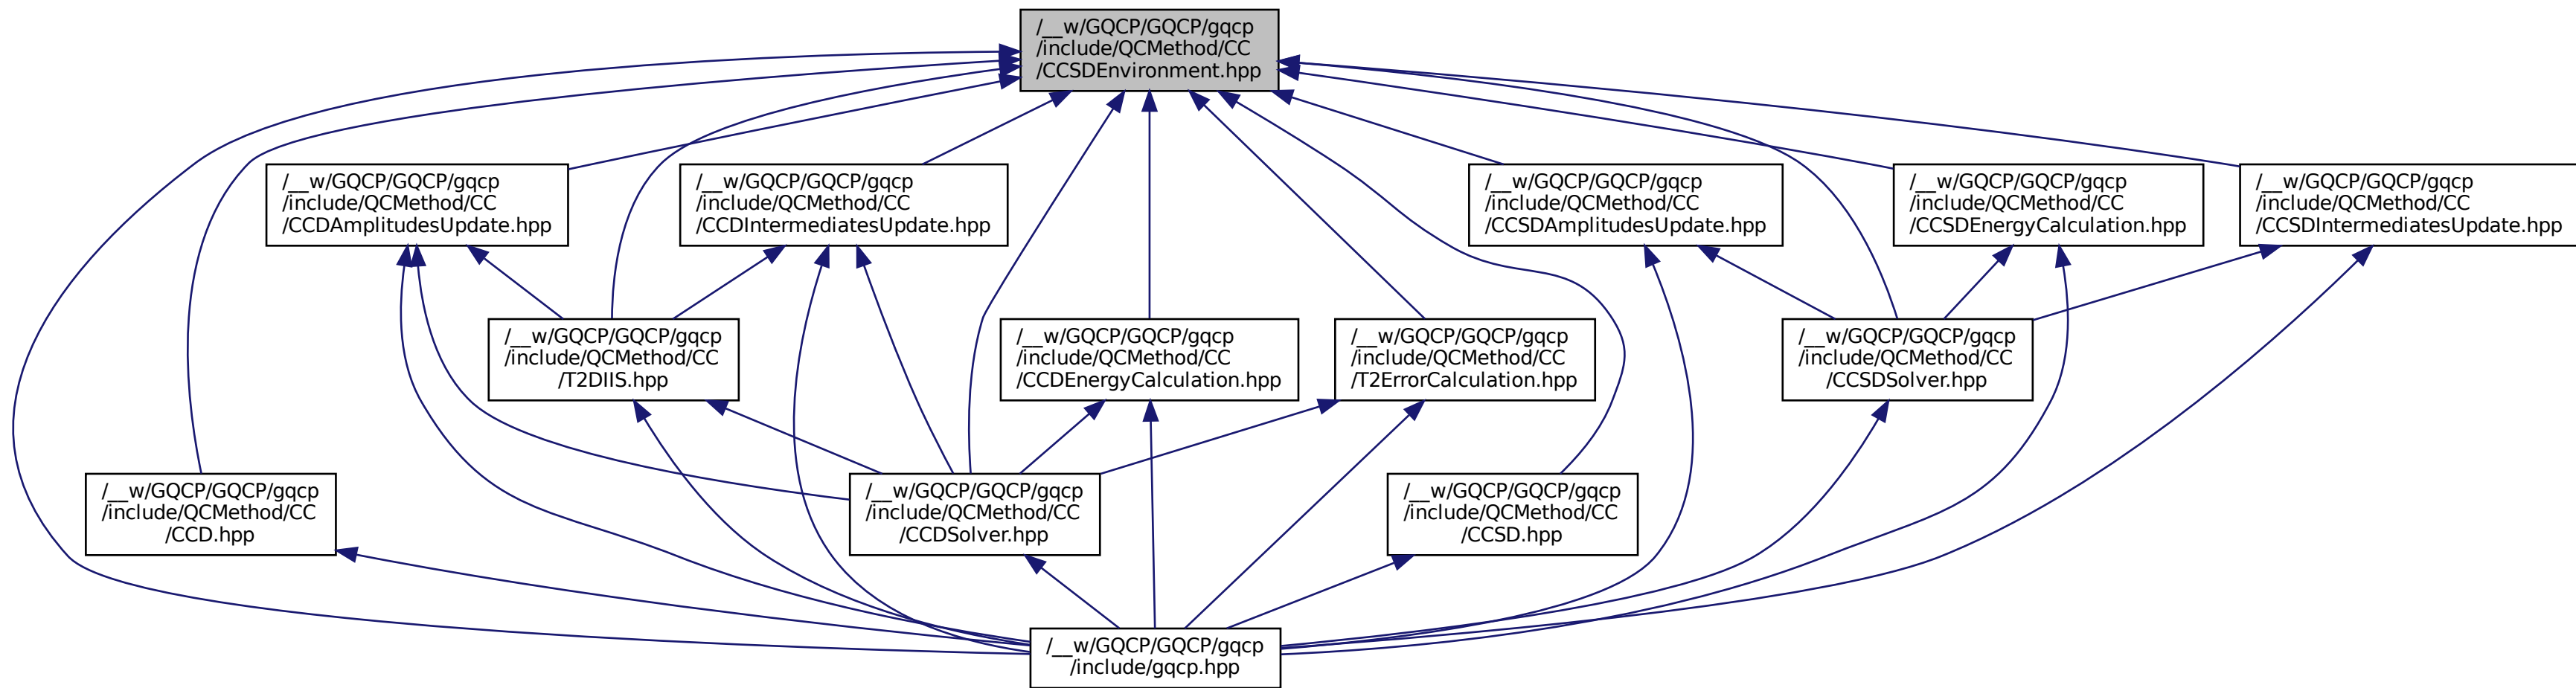 /__w/GQCP/GQCP/gqcp
/include/QCMethod/CC
/CCSDEnvironment.hpp
/__w/GQCP/GQCP/gqcp
/include/QCMethod/CC
/CCDAmplitudesUpdate.hpp
/__w/GQCP/GQCP/gqcp
/include/QCMethod/CC
/CCDIntermediatesUpdate.hpp
/__w/GQCP/GQCP/gqcp
/include/QCMethod/CC
/CCSDAmplitudesUpdate.hpp
/__w/GQCP/GQCP/gqcp
/include/QCMethod/CC
/CCSDEnergyCalculation.hpp
/__w/GQCP/GQCP/gqcp
/include/QCMethod/CC
/CCSDIntermediatesUpdate.hpp
/__w/GQCP/GQCP/gqcp
/include/QCMethod/CC
/T2DIIS.hpp
/__w/GQCP/GQCP/gqcp
/include/QCMethod/CC
/CCDEnergyCalculation.hpp
/__w/GQCP/GQCP/gqcp
/include/QCMethod/CC
/T2ErrorCalculation.hpp
/__w/GQCP/GQCP/gqcp
/include/QCMethod/CC
/CCSDSolver.hpp
/__w/GQCP/GQCP/gqcp
/include/QCMethod/CC
/CCD.hpp
/__w/GQCP/GQCP/gqcp
/include/QCMethod/CC
/CCDSolver.hpp
/__w/GQCP/GQCP/gqcp
/include/QCMethod/CC
/CCSD.hpp
/__w/GQCP/GQCP/gqcp
/include/gqcp.hpp